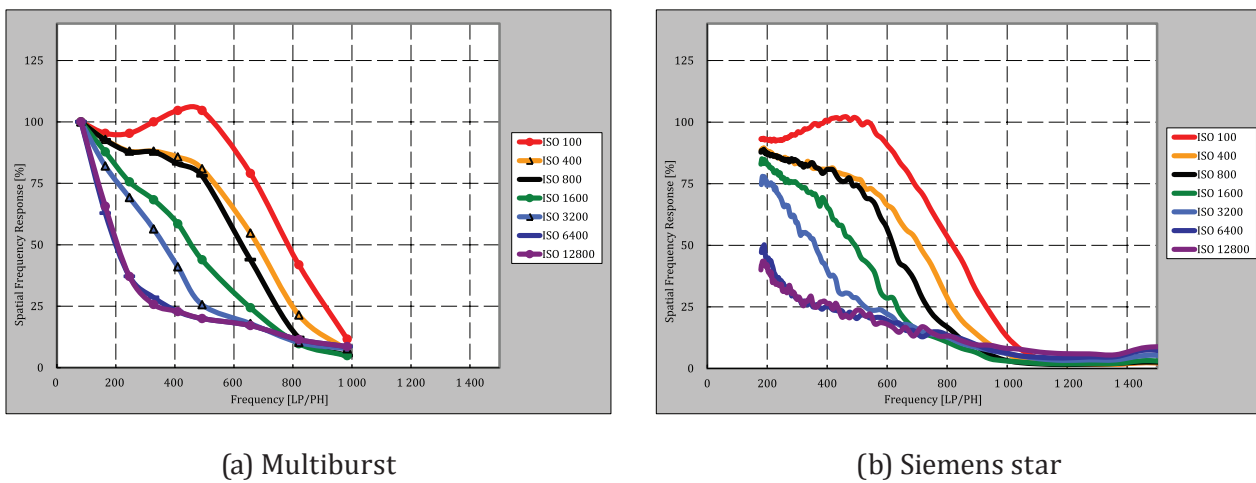 125
100
75
50
25
0
Spatial Frequency Response [%]
0 200 400 600 800 1 000 1 200 1 400
Frequency [LP/PH]
ISO 100
ISO 400
ISO 800
ISO 1600
ISO 3200
ISO 6400
ISO 12800
(a) Multiburst
125
100
75
50
25
0
Spatial Frequency Response [%]
0 200 400 600 800 1 000 1 200 1 400
Frequency [LP/PH]
ISO 100
ISO 400
ISO 800
ISO 1600
ISO 3200
ISO 6400
ISO 12800
(b) Siemens star